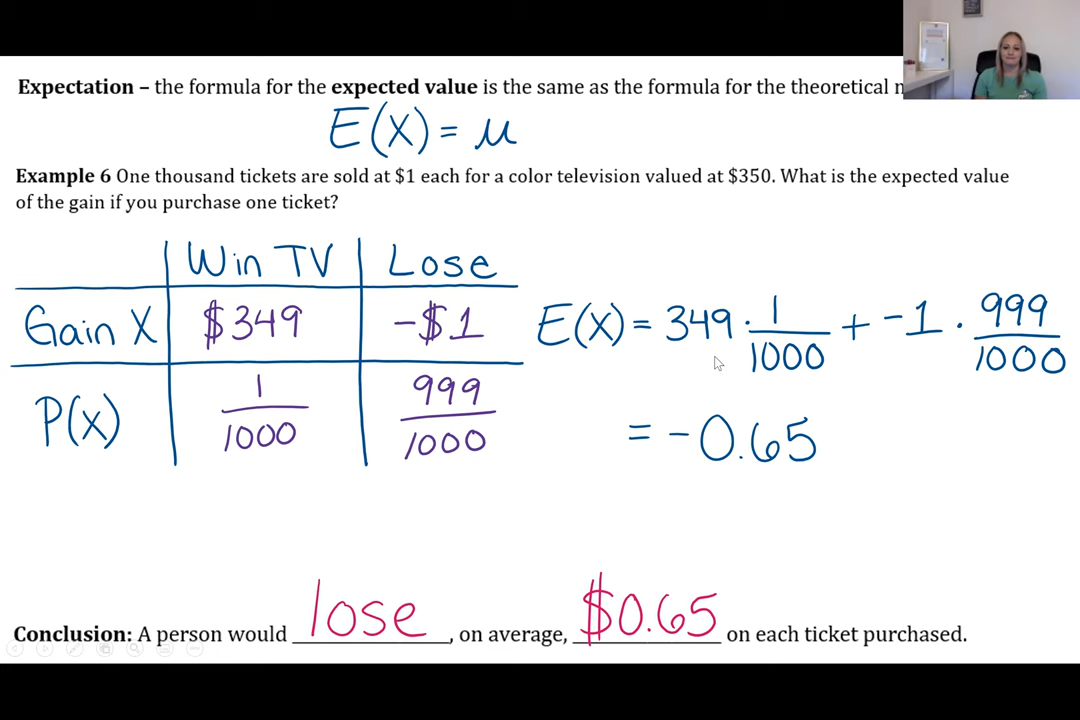 Expectation – the formula for the expected value is the same as the formula for the theoretical
E(X) = μ
Example 6 One thousand tickets are sold at $1 each for a color television valued at $350. What is the expected value
of the gain if you purchase one ticket?
Win TV Lose
Gain X $349 -$1
P(x) 1/1000 999/1000
E(X) = 349 · 1/1000 + -1 · 999/1000
= -0.65
Conclusion: A person would lose, on average, $0.65 on each ticket purchased.